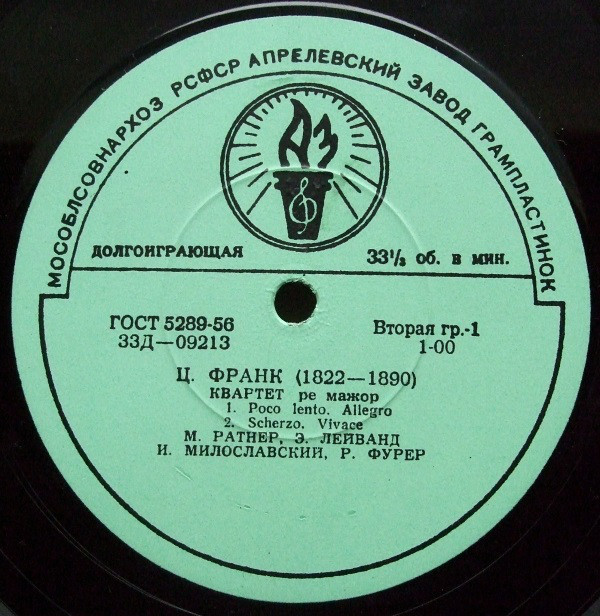 МОСОБЛСОВНАРХОЗ РСФСР АПРЕЛЕВСКИЙ ЗАВОД ГРАМПЛАСТИНОК
АЗ
ДОЛГОИГРАЮЩАЯ
33⅓ об. в мин.
ГОСТ 5289-56
33Д—09213
Вторая гр.-1
1-00
Ц. ФРАНК (1822—1890)
КВАРТЕТ ре мажор
1. Poco lento. Allegro
2. Scherzo. Vivace
М. РАТНЕР, Э. ЛЕЙВАНД
И. МИЛОСЛАВСКИЙ, Р. ФУРЕР